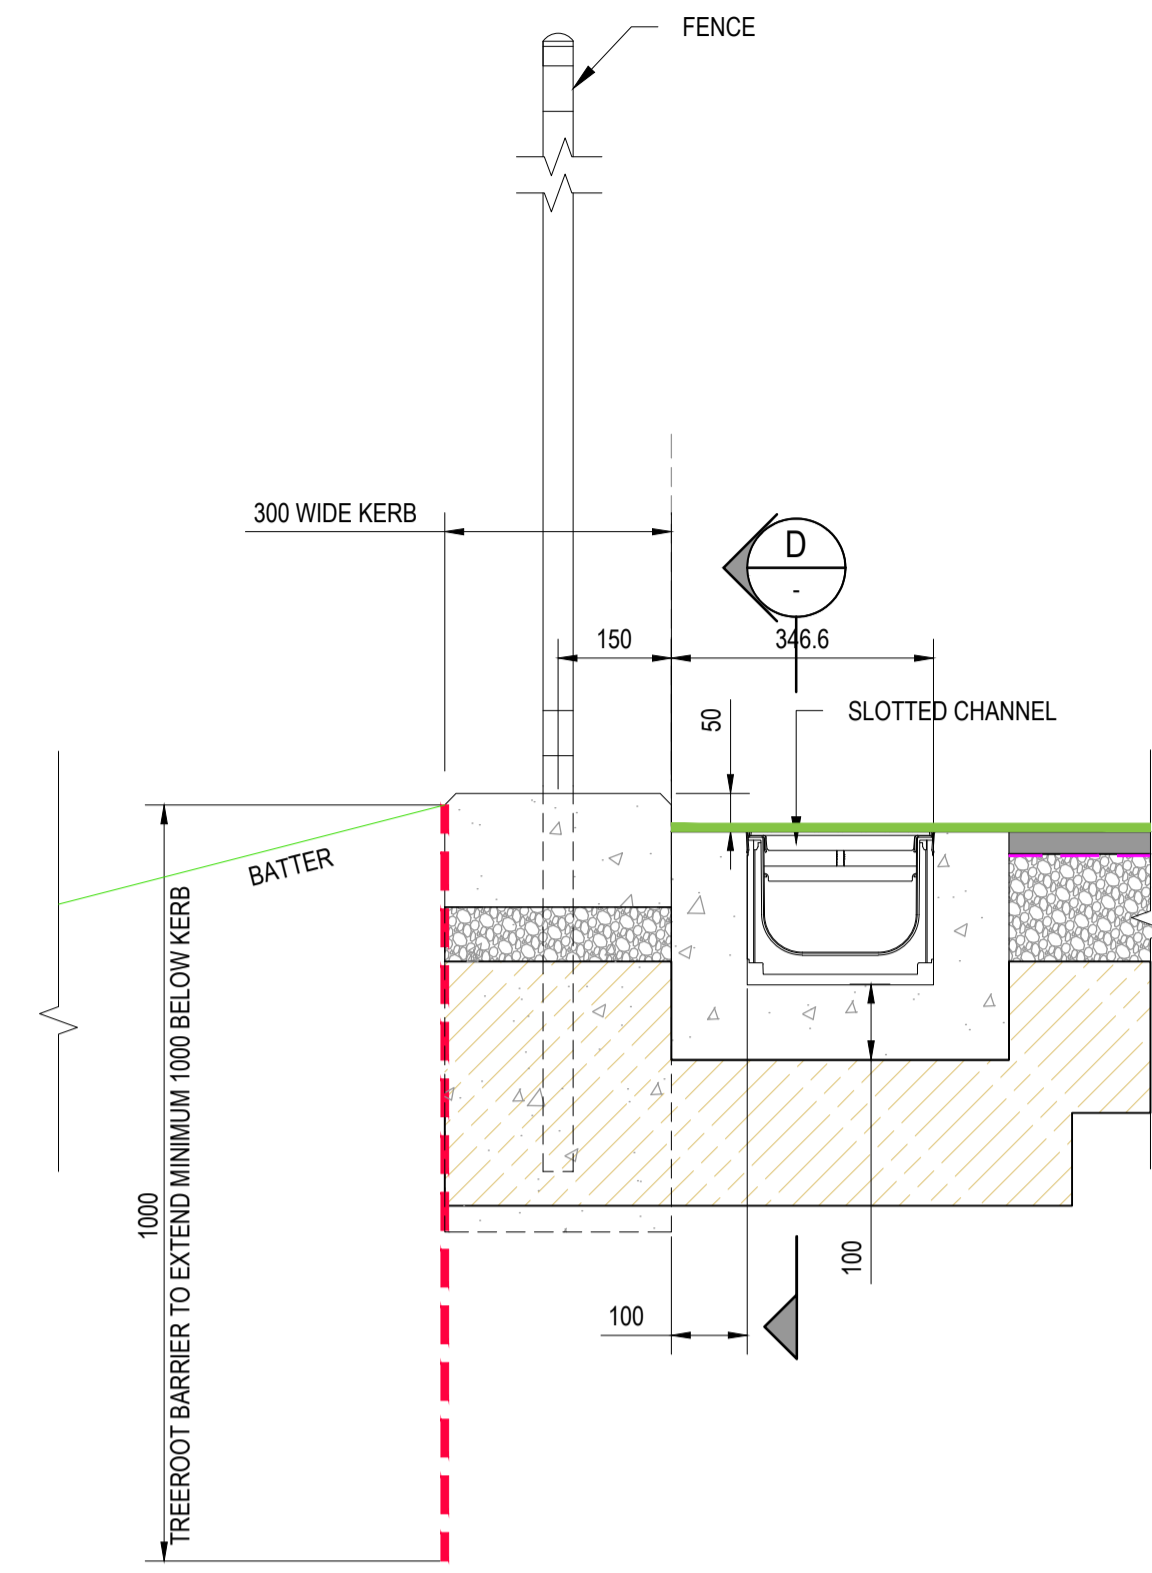 FENCE
300 WIDE KERB
D
-
150
346.6
50
SLOTTED CHANNEL
BATTER
1000
TREEROOT BARRIER TO EXTEND MINIMUM 1000 BELOW KERB
100
100